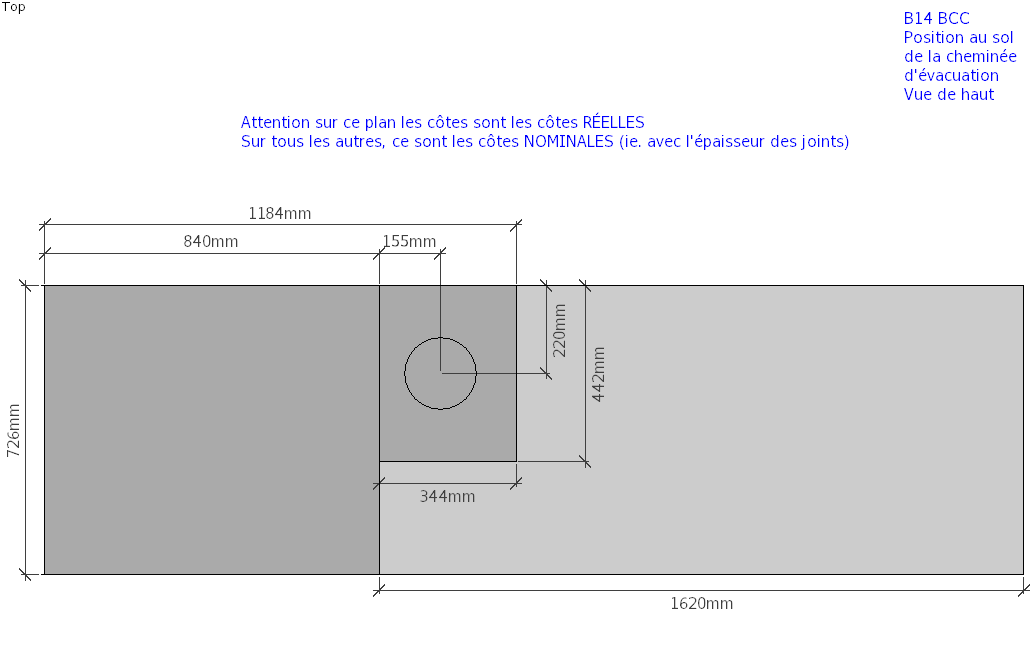 Top
B14 BCC
Position au sol
de la cheminée
d'évacuation
Vue de haut
Attention sur ce plan les côtes sont les côtes RÉELLES
Sur tous les autres, ce sont les côtes NOMINALES (ie. avec l'épaisseur des joints)
1184mm
840mm
155mm
220mm
442mm
726mm
344mm
1620mm